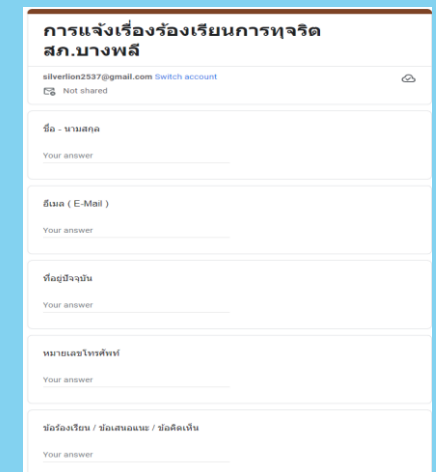 การแจ้งเรื่องร้องเรียนการทุจริต
สภ.บางพลี
silverlion2537@gmail.com Switch account
Not shared
ชื่อ - นามสกุล
Your answer
อีเมล ( E-Mail )
Your answer
ที่อยู่ปัจจุบัน
Your answer
หมายเลขโทรศัพท์
Your answer
ข้อร้องเรียน / ข้อเสนอแนะ / ข้อคิดเห็น
Your answer